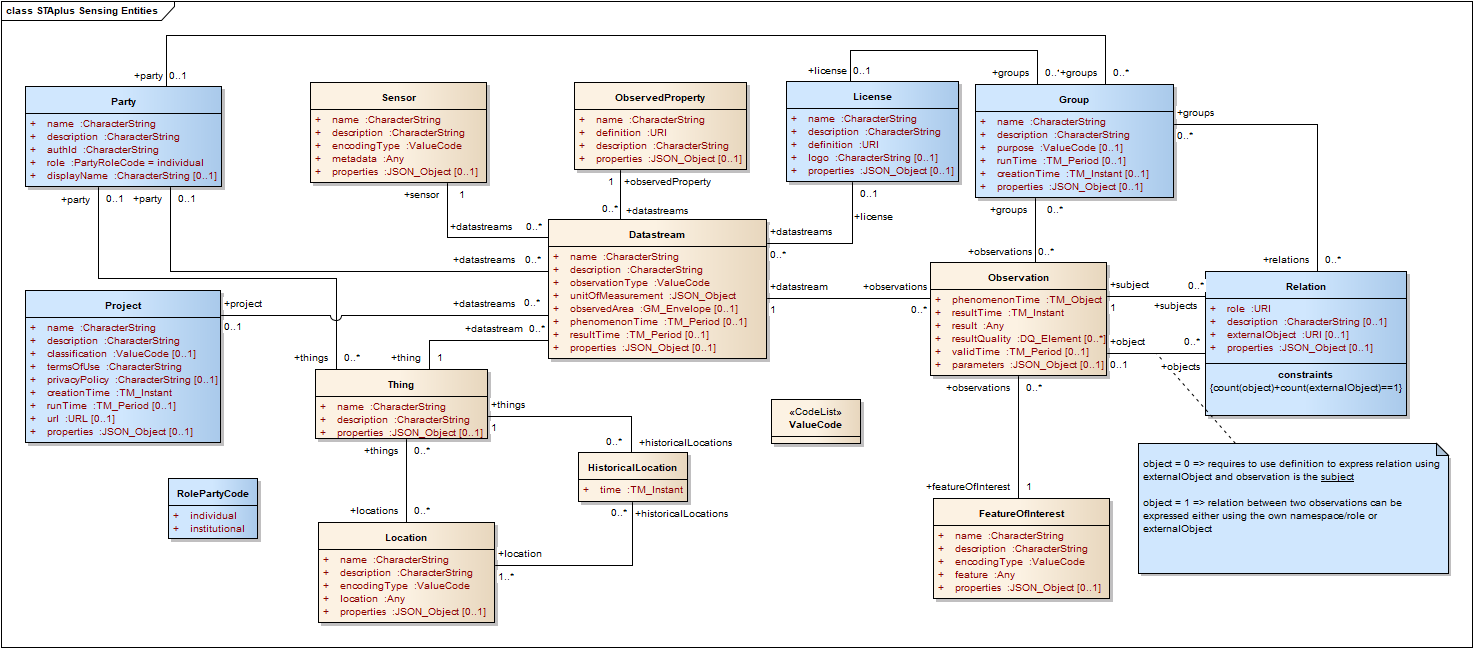 class STAplus Sensing Entities
+party 0..1
+license 0..1
+groups 0..*
+groups 0..*
Party
+ name :CharacterString
+ description :CharacterString
+ authId :CharacterString
+ role :PartyRoleCode = individual
+ displayName :CharacterString [0..1]
Sensor
+ name :CharacterString
+ description :CharacterString
+ encodingType :ValueCode
+ metadata :Any
+ properties :JSON_Object [0..1]
ObservedProperty
+ name :CharacterString
+ definition :URI
+ description :CharacterString
+ properties :JSON_Object [0..1]
License
+ name :CharacterString
+ description :CharacterString
+ definition :URI
+ logo :CharacterString [0..1]
+ properties :JSON_Object [0..1]
Group
+ name :CharacterString
+ description :CharacterString
+ purpose :ValueCode [0..1]
+ runTime :TM_Period [0..1]
+ creationTime :TM_Instant [0..1]
+ properties :JSON_Object [0..1]
+groups
0..*
+party 0..1
+party 0..1
+sensor 1
1 +observedProperty
0..1
+license
+groups 0..*
+datastreams 0..*
0..* +datastreams
+datastreams
0..*
+datastreams 0..*
+observations 0..*
+relations 0..*
Datastream
+ name :CharacterString
+ description :CharacterString
+ observationType :ValueCode
+ unitOfMeasurement :JSON_Object
+ observedArea :GM_Envelope [0..1]
+ phenomenonTime :TM_Period [0..1]
+ resultTime :TM_Period [0..1]
+ properties :JSON_Object [0..1]
+datastream
1
+observations
0..*
Observation
+ phenomenonTime :TM_Object
+ resultTime :TM_Instant
+ result :Any
+ resultQuality :DQ_Element [0..*]
+ validTime :TM_Period [0..1]
+ parameters :JSON_Object [0..1]
+subject
1
0..*
+subjects
+object
0..1
0..*
+objects
Relation
+ role :URI
+ description :CharacterString [0..1]
+ externalObject :URI [0..1]
+ properties :JSON_Object [0..1]
constraints
{count(object)+count(externalObject)==1}
Project
+ name :CharacterString
+ description :CharacterString
+ classification :ValueCode [0..1]
+ termsOfUse :CharacterString
+ privacyPolicy :CharacterString [0..1]
+ creationTime :TM_Instant
+ runTime :TM_Period [0..1]
+ url :URL [0..1]
+ properties :JSON_Object [0..1]
+project
0..1
+datastreams 0..*
+datastream 0..*
+things 0..*
+thing 1
Thing
+ name :CharacterString
+ description :CharacterString
+ properties :JSON_Object [0..1]
+things
1
0..* +historicalLocations
+things 0..*
HistoricalLocation
+ time :TM_Instant
0..* +historicalLocations
«CodeList»
ValueCode
+observations 0..*
+featureOfInterest 1
RolePartyCode
+ individual
+ institutional
+locations 0..*
Location
+ name :CharacterString
+ description :CharacterString
+ encodingType :ValueCode
+ location :Any
+ properties :JSON_Object [0..1]
+location
1..*
FeatureOfInterest
+ name :CharacterString
+ description :CharacterString
+ encodingType :ValueCode
+ feature :Any
+ properties :JSON_Object [0..1]
object = 0 => requires to use definition to express relation using
externalObject and observation is the subject
object = 1 => relation between two observations can be
expressed either using the own namespace/role or
externalObject